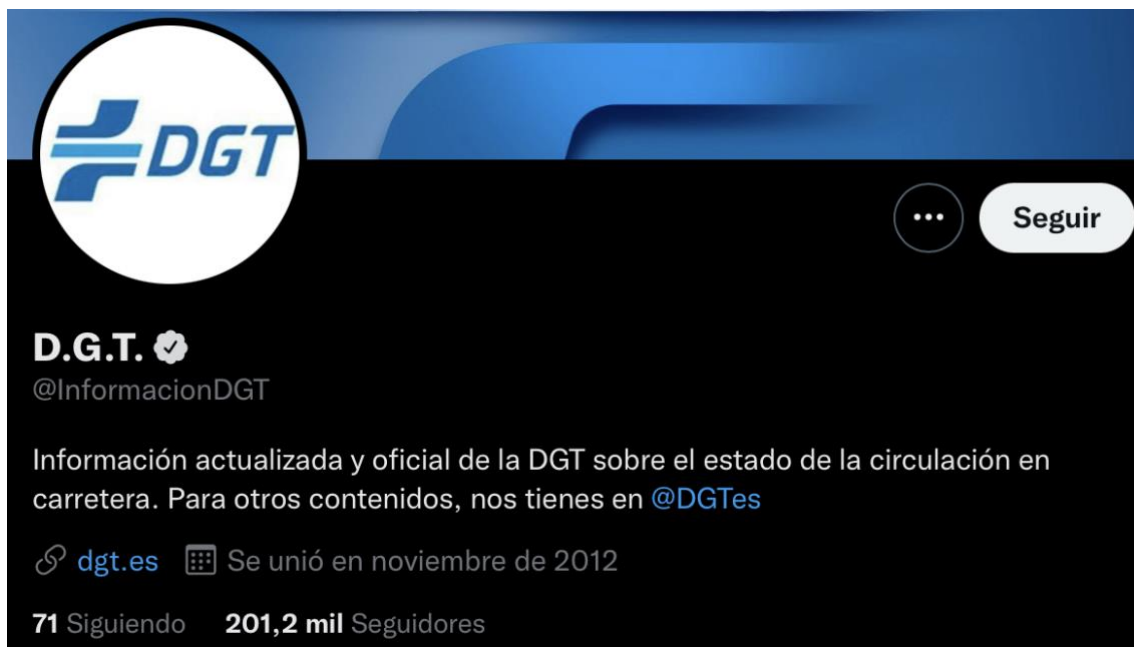 DGT
Seguir
D.G.T.
@InformacionDGT
Información actualizada y oficial de la DGT sobre el estado de la circulación en
carretera. Para otros contenidos, nos tienes en @DGTes
dgt.es Se unió en noviembre de 2012
71 Siguiendo 201,2 mil Seguidores